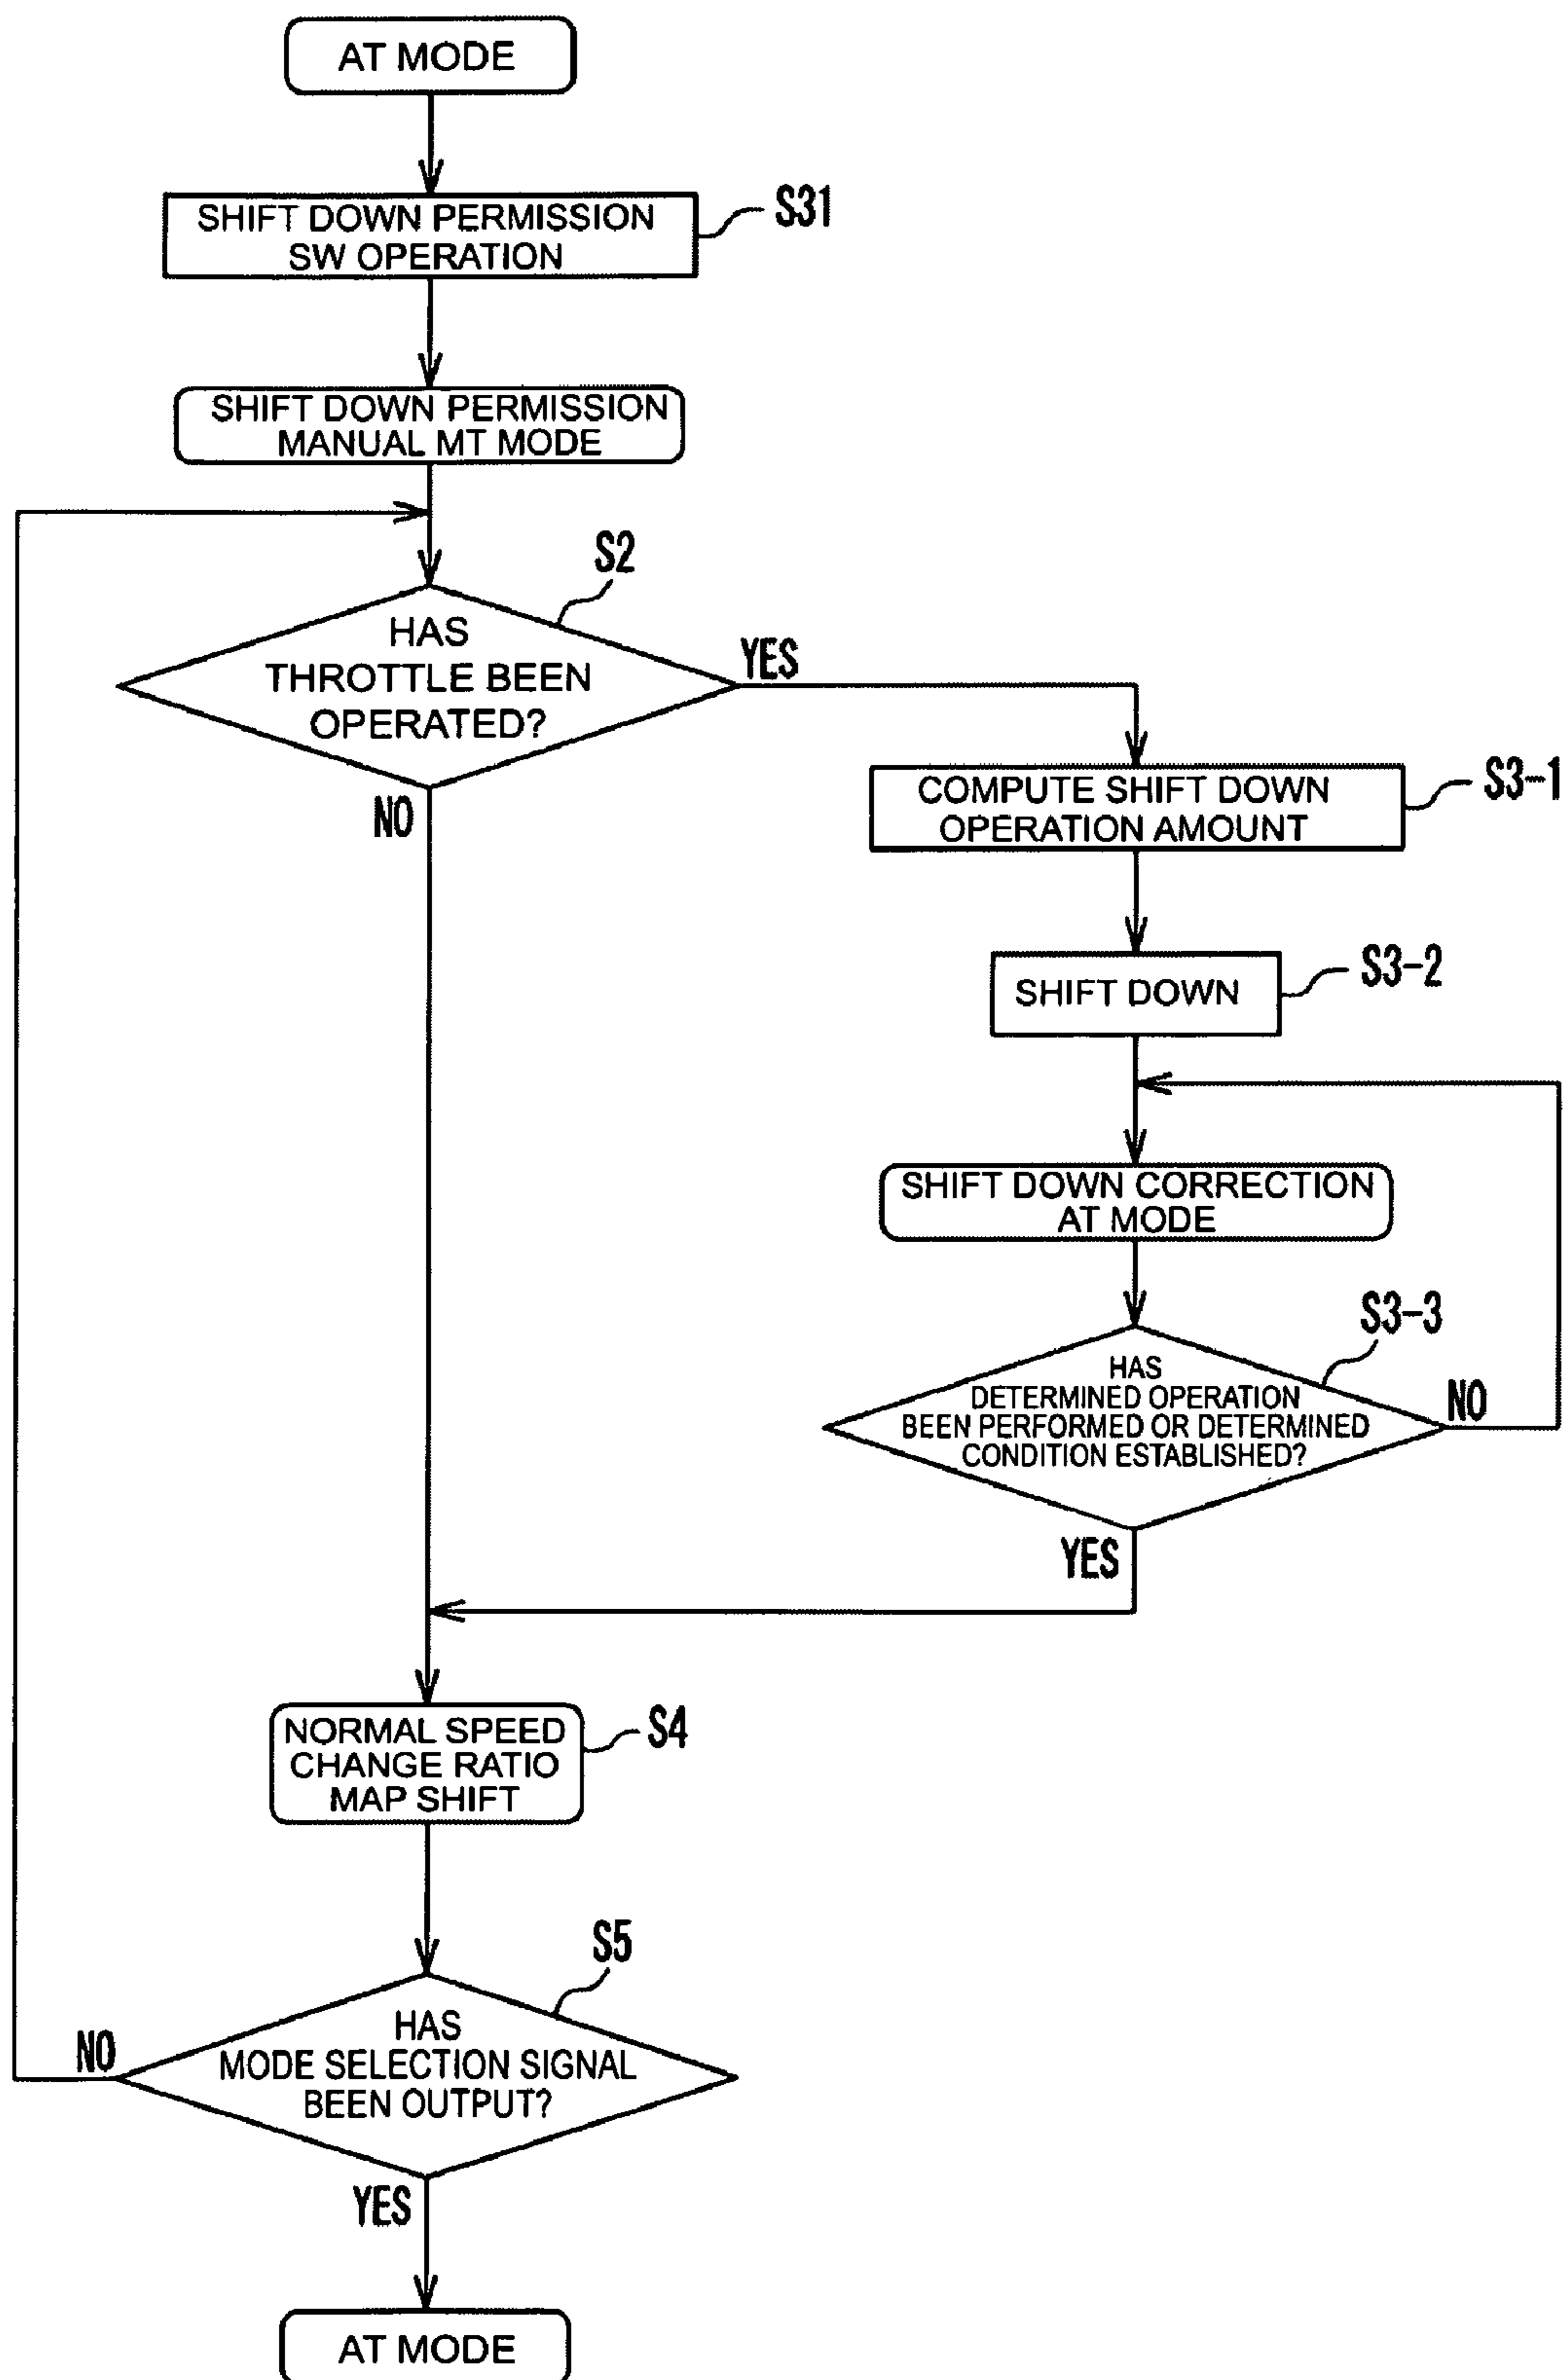 AT MODE
SHIFT DOWN PERMISSION
SW OPERATION
S31
SHIFT DOWN PERMISSION
MANUAL MT MODE
S2
HAS
THROTTLE BEEN
OPERATED?
YES
NO
COMPUTE SHIFT DOWN
OPERATION AMOUNT
S3-1
SHIFT DOWN
S3-2
SHIFT DOWN CORRECTION
AT MODE
S3-3
HAS
DETERMINED OPERATION
BEEN PERFORMED OR DETERMINED
CONDITION ESTABLISHED?
NO
YES
NORMAL SPEED
CHANGE RATIO
MAP SHIFT
S4
S5
HAS
MODE SELECTION SIGNAL
BEEN OUTPUT?
NO
YES
AT MODE